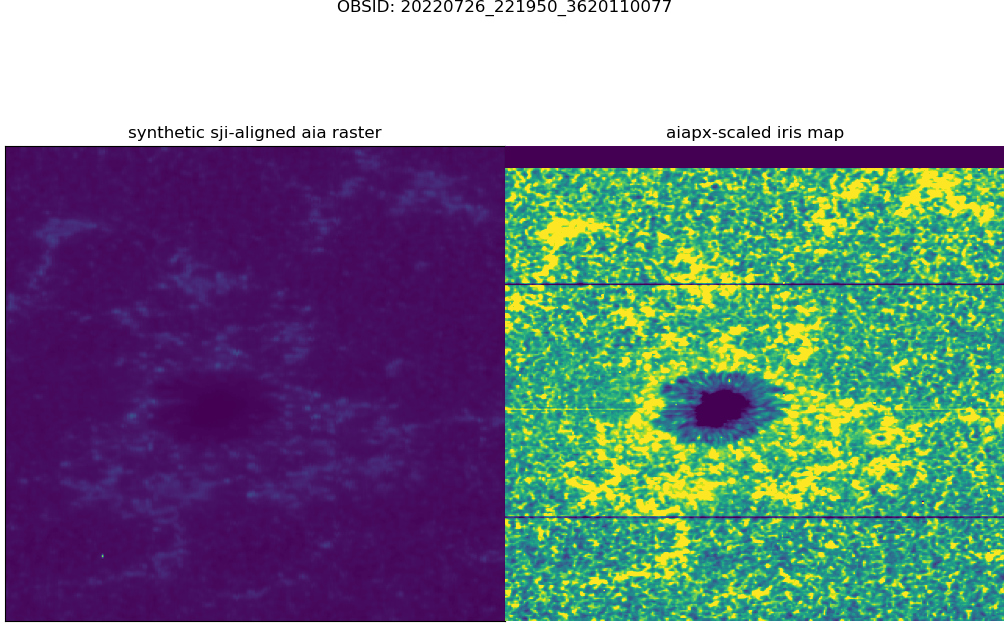 OBSID: 20220726_221950_3620110077
synthetic sji-aligned aia raster
aiapx-scaled iris map